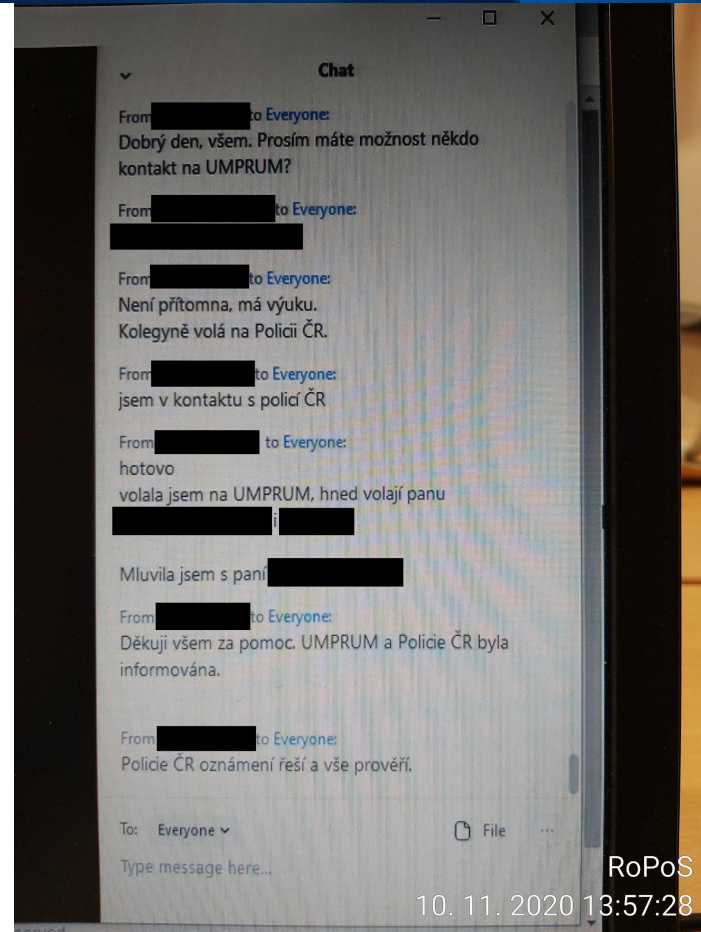 Chat
From to Everyone:
Dobrý den, všem. Prosím máte možnost někdo
kontakt na UMPRUM?
From to Everyone:
From to Everyone:
Není přítomna, má výuku.
Kolegyně volá na Policii ČR.
From to Everyone:
jsem v kontaktu s policí ČR
From to Everyone:
hotovo
volala jsem na UMPRUM, hned volají panu
i
Mluvila jsem s paní
From to Everyone:
Děkuji všem za pomoc. UMPRUM a Policie ČR byla
informována.
From to Everyone:
Policie ČR oznámení řeší a vše prověří.
To: Everyone File
Type message here...
RoPoS
10. 11. 2020 13:57:28